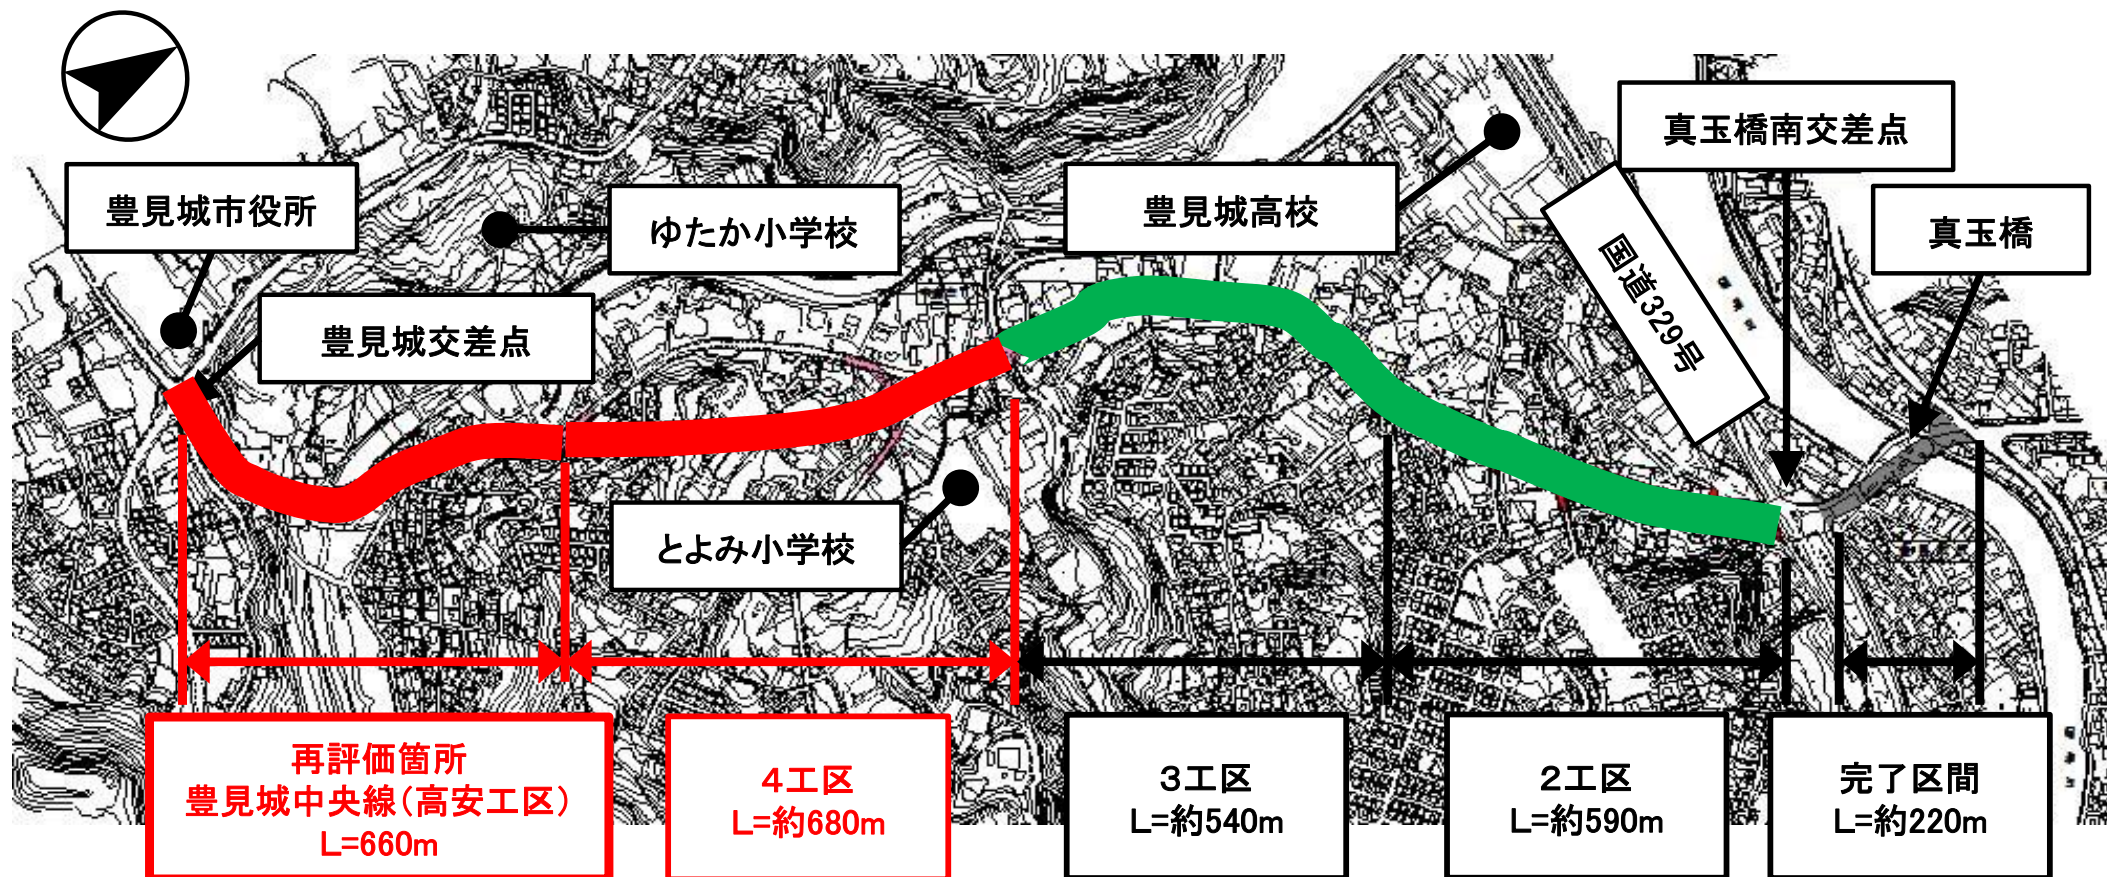 豊見城市役所
ゆたか小学校
豊見城高校
真玉橋南交差点
真玉橋
国道329号
豊見城交差点
とよみ小学校
再評価箇所
豊見城中央線(高安工区)
L=660m
4工区
L=約680m
3工区
L=約540m
2工区
L=約590m
完了区間
L=約220m